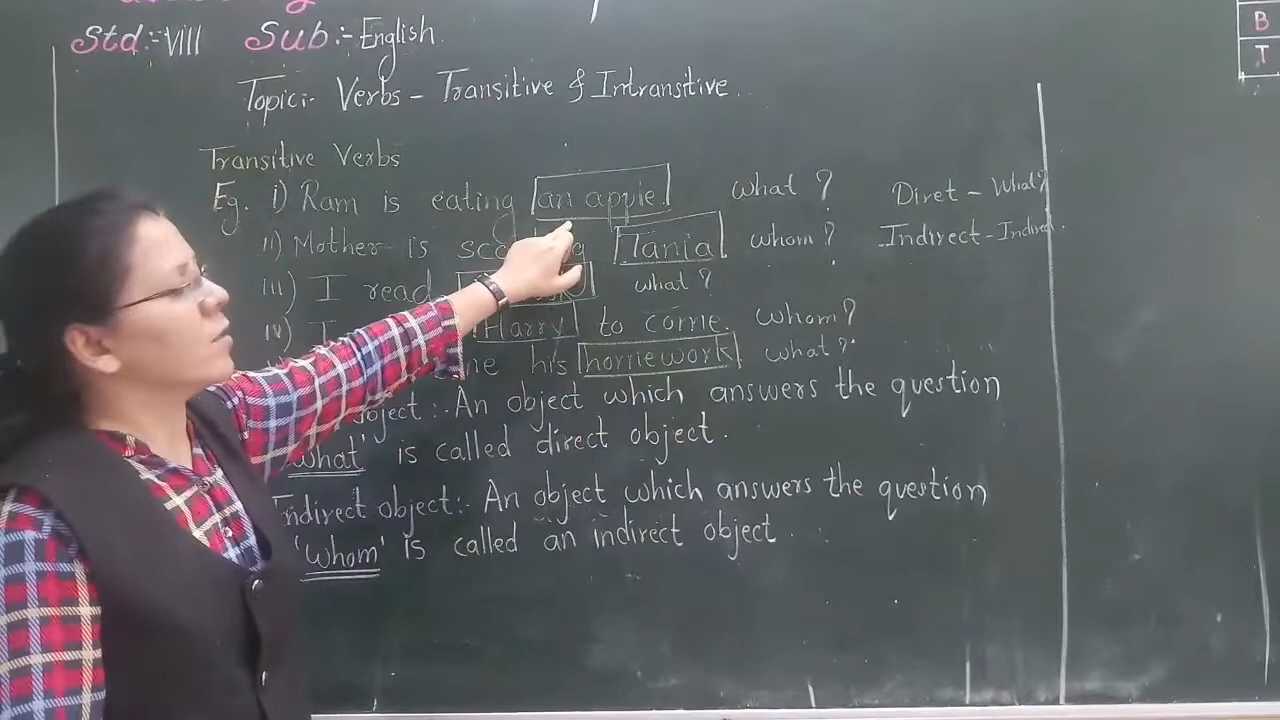 Std:- VIII Sub:- English
Topic:- Verbs - Transitive & Intransitive
Transitive Verbs
Eg. i) Ram is eating an apple. what ? Diret - What?
ii) Mother is Tania whom? Indirect - Indirect
iii) I read what?
iv) I Harry to come. whom?
his homework. what?
object:- An object which answers the question
'what' is called direct object.
Indirect object:- An object which answers the question
'whom' is called an indirect object.
B
T